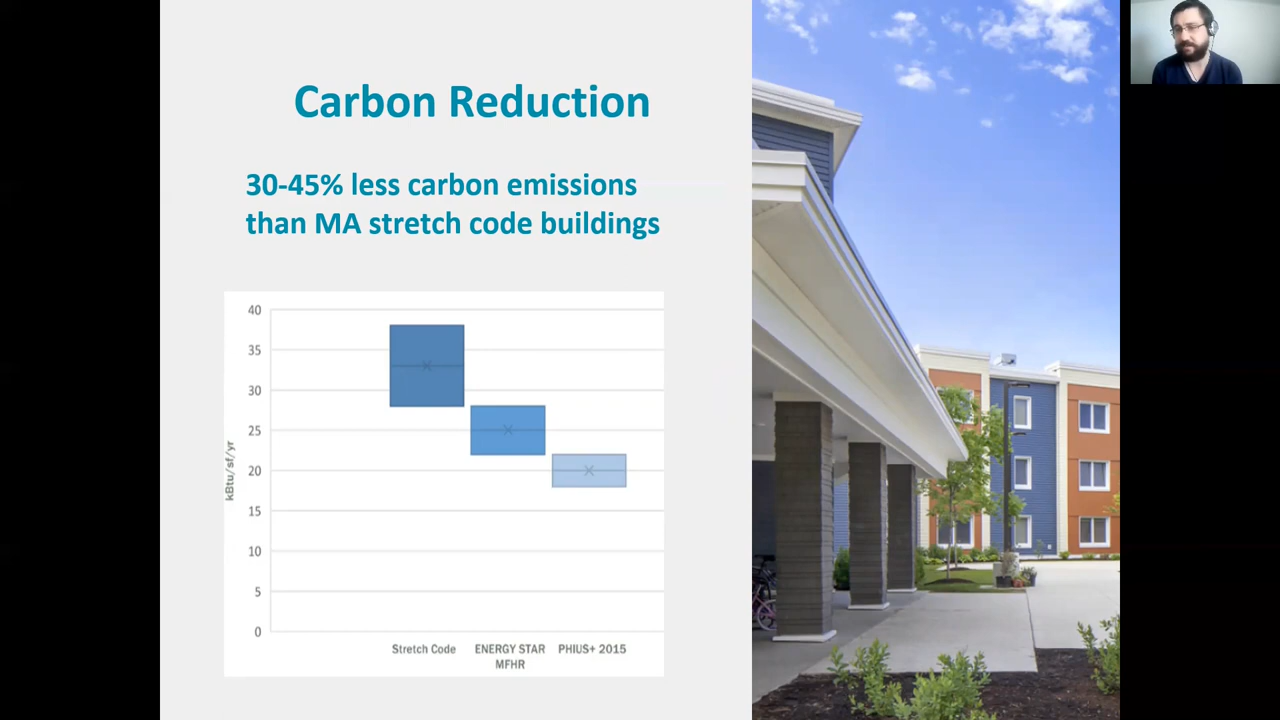 Carbon Reduction
30-45% less carbon emissions
than MA stretch code buildings
40
35
30
25
20
15
10
5
0
kBtu/sf/yr
Stretch Code
ENERGY STAR
MFHR
PHIUS+ 2015